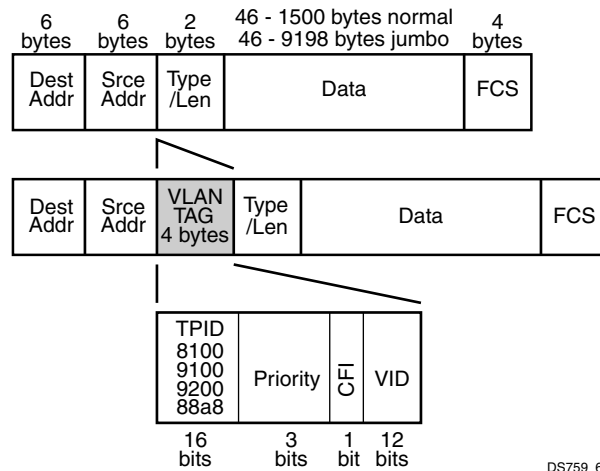 6 bytes
6 bytes
2 bytes
46 - 1500 bytes normal
46 - 9198 bytes jumbo
4 bytes
Dest Addr
Srce Addr
Type /Len
Data
FCS
Dest Addr
Srce Addr
VLAN TAG 4 bytes
Type /Len
Data
FCS
TPID
8100
9100
9200
88a8
Priority
CFI
VID
16 bits
3 bits
1 bit
12 bits
DS759_6